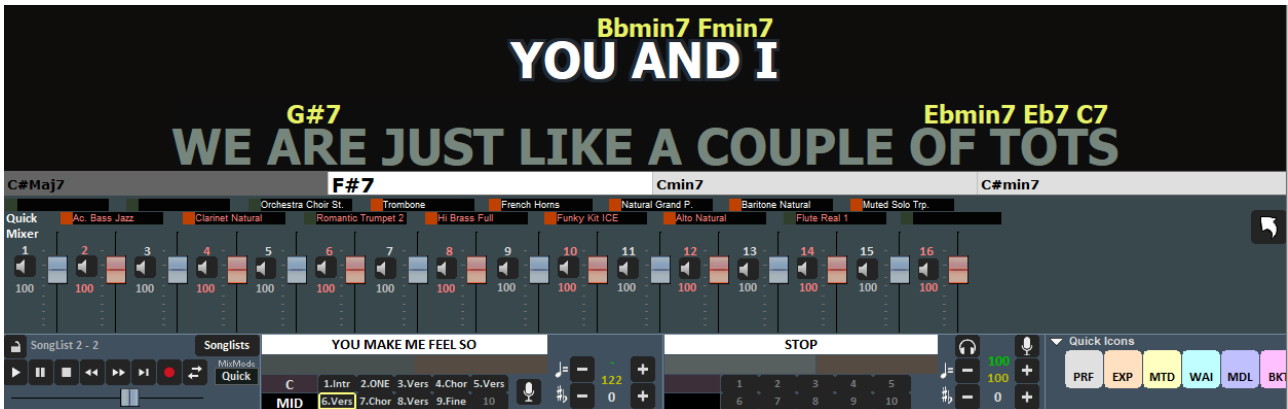 Bbmin7 Fmin7
YOU AND I
G#7 Ebmin7 Eb7 C7
WE ARE JUST LIKE A COUPLE OF TOTS
C#Maj7 F#7 Cmin7 C#min7
Orchestra Choir St. Trombone French Horns Natural Grand P. Baritone Natural Muted Solo Trp.
Quick Ac. Bass Jazz Clarinet Natural Romantic Trumpet 2 Hi Brass Full Funky Kit ICE Alto Natural Flute Real 1
Mixer
1 2 3 4 5 6 7 8 9 10 11 12 13 14 15 16
100 100 100 100 100 100 100 100 100 100 100 100 100 100 100 100
SongList 2 - 2 Songlists YOU MAKE ME FEEL SO STOP Quick Icons
MixMode
Quick
C 1.Intr 2.ONE 3.Vers 4.Chor 5.Vers
MID 6.Vers 7.Chor 8.Vers 9.Fine 10
- 122 +
♯♭ - 0 +
1 2 3 4 5
6 7 8 9 10
100
- 100 +
♯♭ - 0 +
PRF EXP MTD WAI MDL BKT